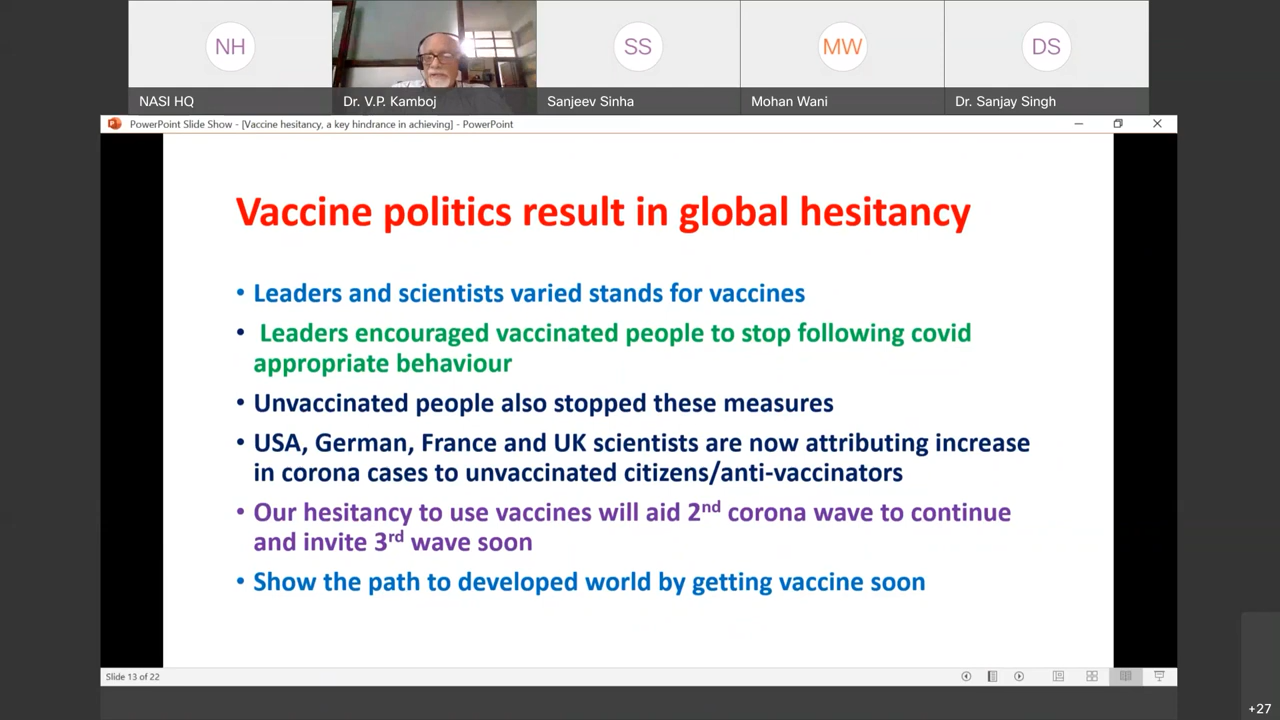 NH
SS
MW
DS
NASI HQ
Dr. V.P. Kamboj
Sanjeev Sinha
Mohan Wani
Dr. Sanjay Singh
PowerPoint Slide Show - [Vaccine hesitancy, a key hindrance in achieving] - PowerPoint
Vaccine politics result in global hesitancy
• Leaders and scientists varied stands for vaccines
• Leaders encouraged vaccinated people to stop following covid
appropriate behaviour
• Unvaccinated people also stopped these measures
• USA, German, France and UK scientists are now attributing increase
in corona cases to unvaccinated citizens/anti-vaccinators
• Our hesitancy to use vaccines will aid 2nd corona wave to continue
and invite 3rd wave soon
• Show the path to developed world by getting vaccine soon
Slide 13 of 22
+27